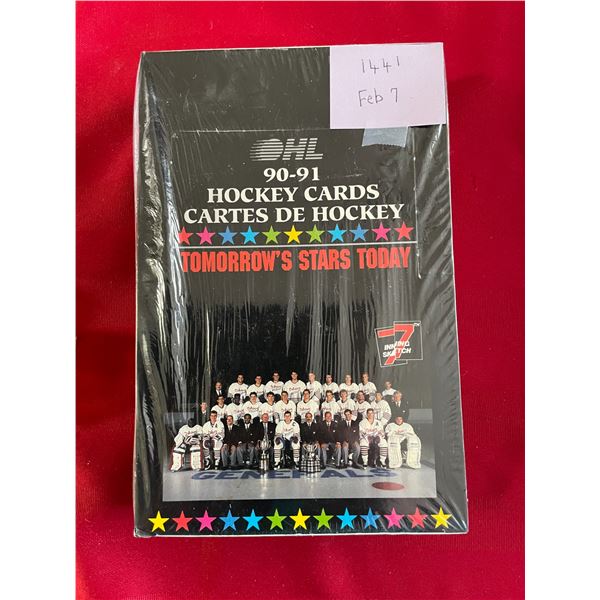 1441
Feb 7
OHL
90-91
HOCKEY CARDS
CARTES DE HOCKEY
TOMORROW'S STARS TODAY
7
INNING
SKETCH
GENERALS